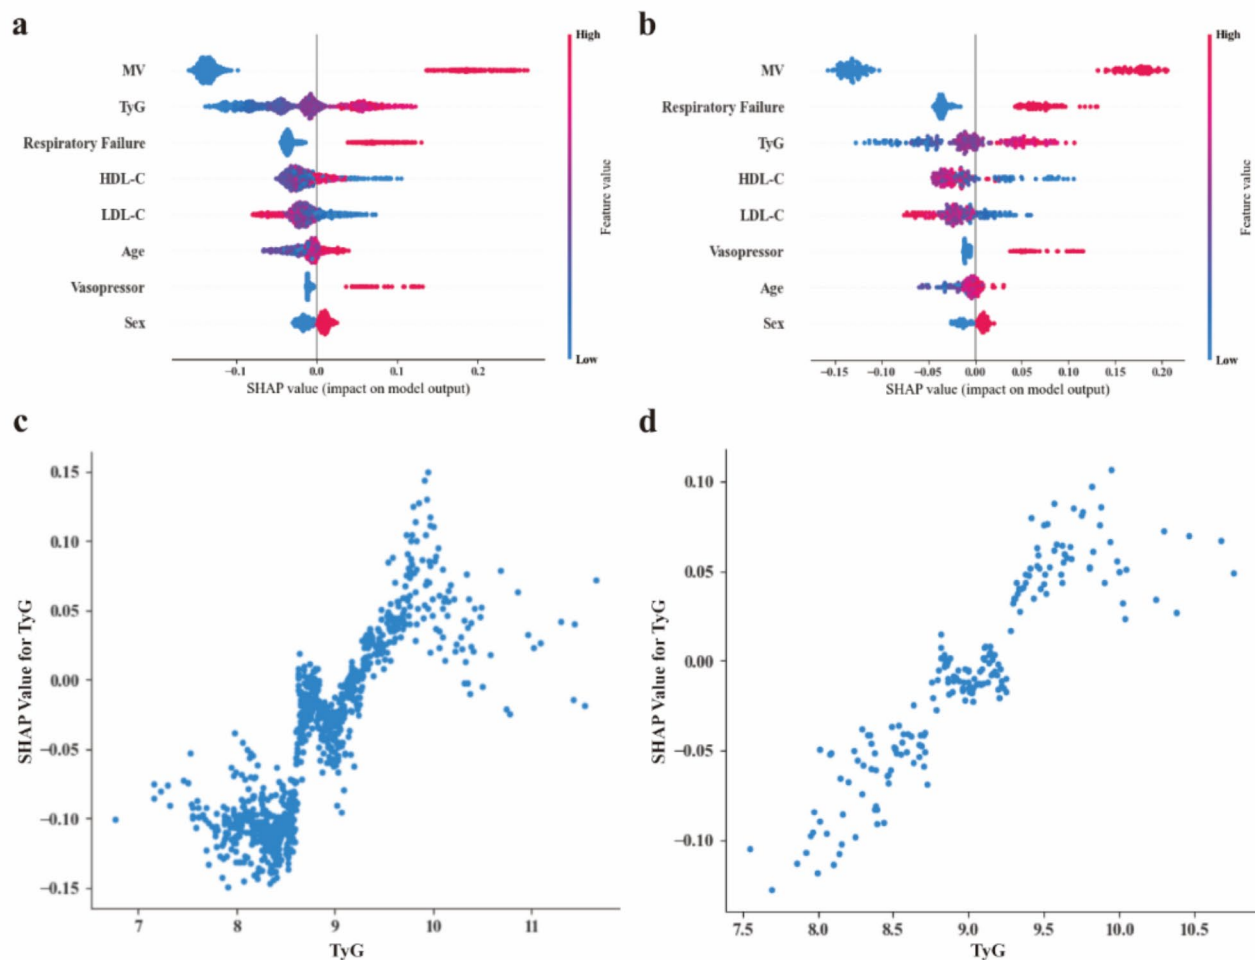 a
High
MV
TyG
Respiratory Failure
HDL-C
LDL-C
Age
Vasopressor
Sex
Feature value
Low
−0.1 0.0 0.1 0.2
SHAP value (impact on model output)
b
High
MV
Respiratory Failure
TyG
HDL-C
LDL-C
Vasopressor
Age
Sex
Feature value
Low
−0.15 −0.10 −0.05 0.00 0.05 0.10 0.15 0.20
SHAP value (impact on model output)
c
SHAP Value for TyG
0.15
0.10
0.05
0.00
−0.05
−0.10
−0.15
7 8 9 10 11
TyG
d
SHAP Value for TyG
0.10
0.05
0.00
−0.05
−0.10
7.5 8.0 8.5 9.0 9.5 10.0 10.5
TyG